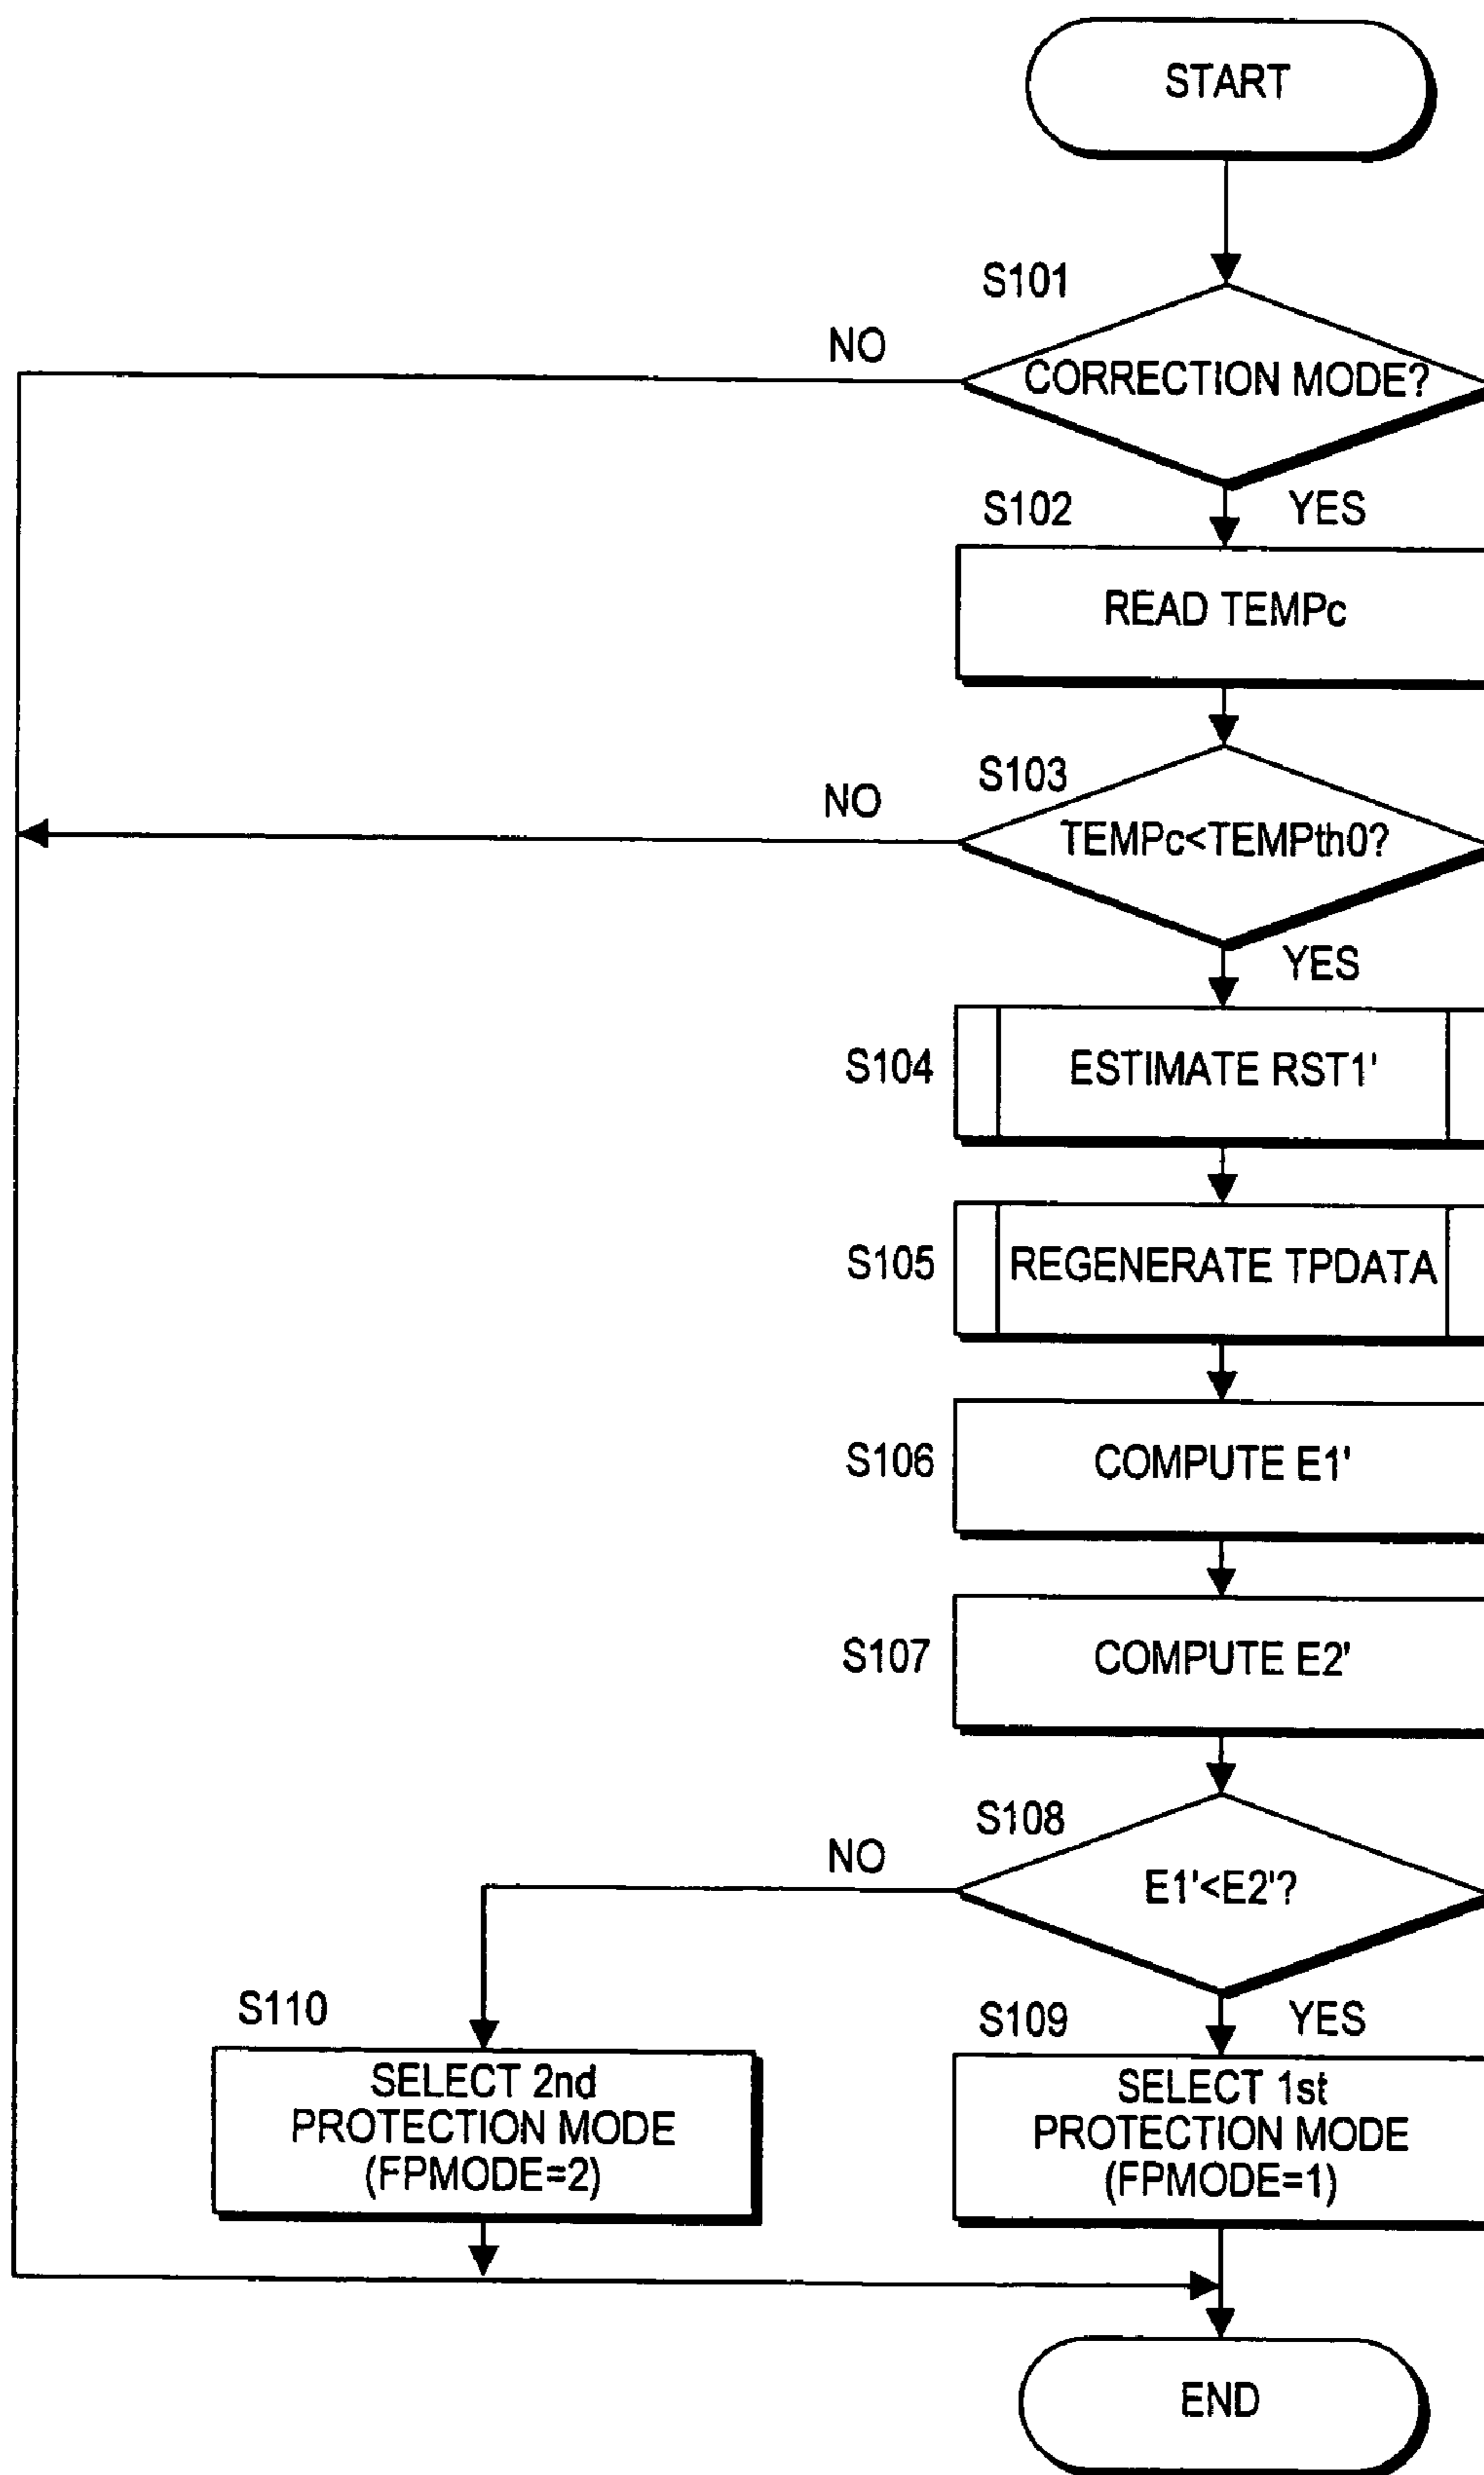 START
S101
NO
CORRECTION MODE?
S102
YES
READ TEMPc
S103
NO
TEMPc<TEMPth0?
YES
S104
ESTIMATE RST1'
S105
REGENERATE TPDATA
S106
COMPUTE E1'
S107
COMPUTE E2'
S108
NO
E1'<E2'?
S110
S109
YES
SELECT 2nd
PROTECTION MODE
(FPMODE=2)
SELECT 1st
PROTECTION MODE
(FPMODE=1)
END